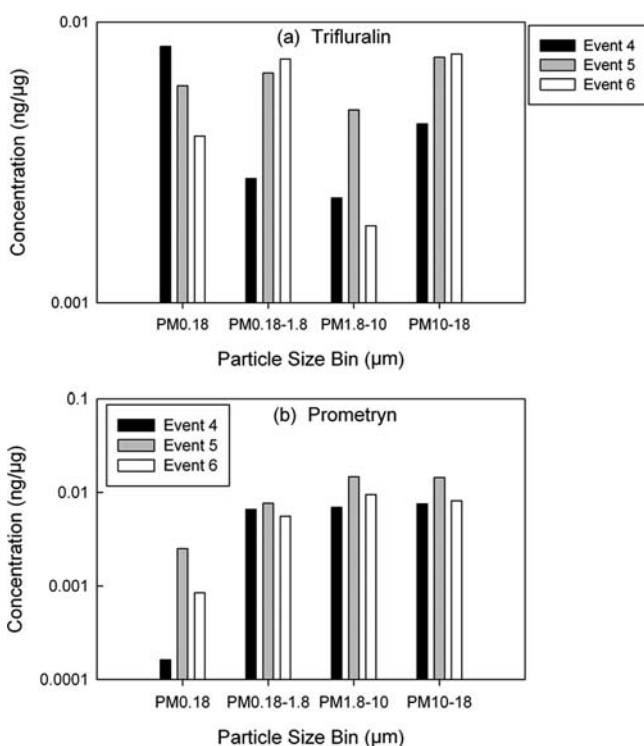 (a) Trifluralin
Event 4
Event 5
Event 6
Concentration (ng/µg)
0.01
0.001
PM0.18 PM0.18-1.8 PM1.8-10 PM10-18
Particle Size Bin (µm)
(b) Prometryn
Event 4
Event 5
Event 6
Concentration (ng/µg)
0.1
0.01
0.001
0.0001
PM0.18 PM0.18-1.8 PM1.8-10 PM10-18
Particle Size Bin (µm)